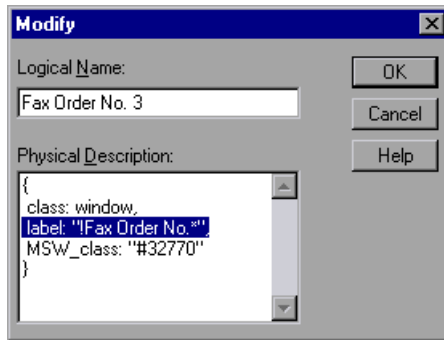 Modify
Logical Name:
OK
Fax Order No. 3
Cancel
Physical Description:
Help
{
class: window,
label: "!Fax Order No.*",
MSW_class: "#32770"
}